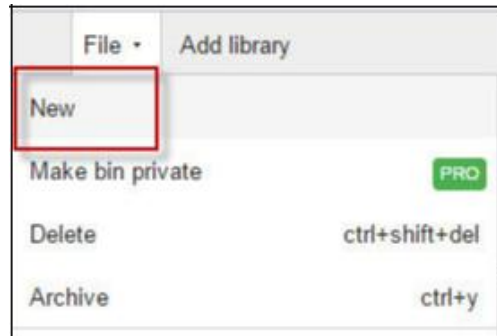 File Add library
New
Make bin private PRO
Delete ctrl+shift+del
Archive ctrl+y